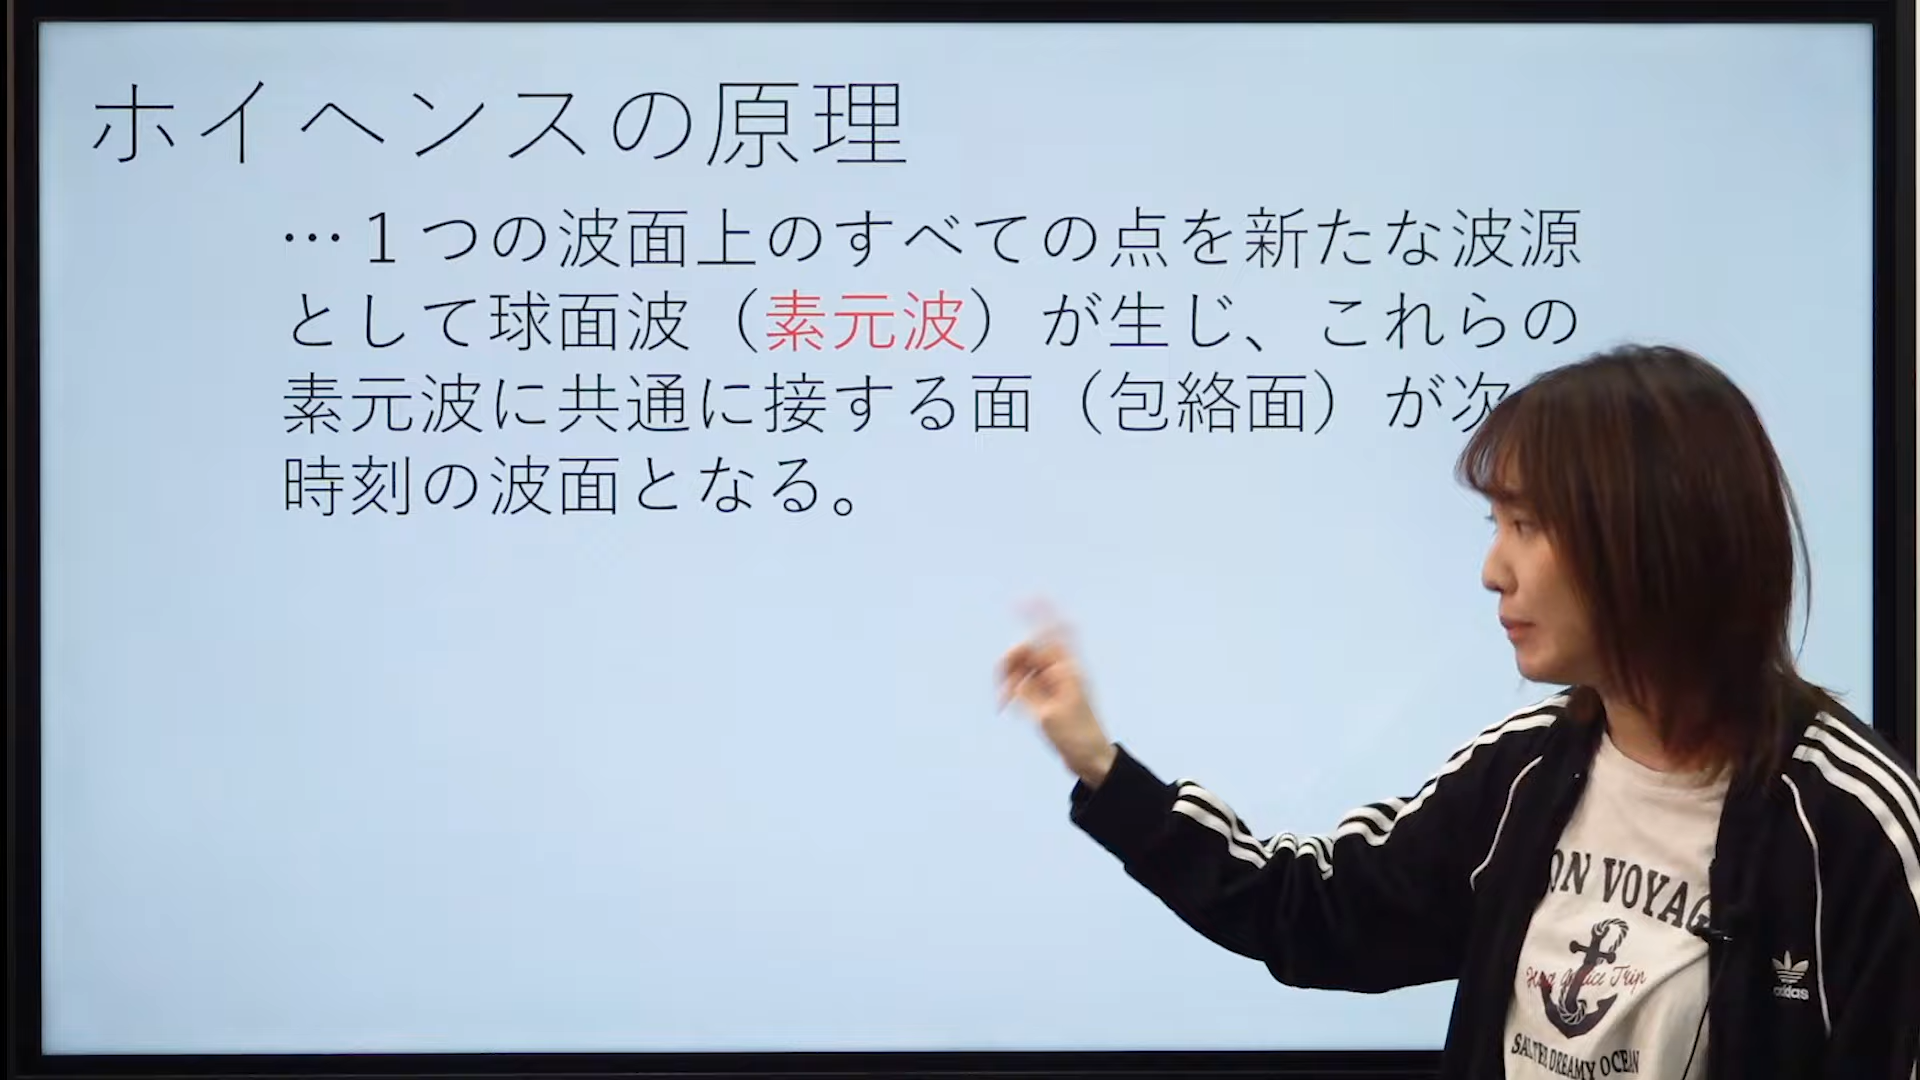 ホイヘンスの原理
…１つの波面上のすべての点を新たな波源
として球面波（素元波）が生じ、これらの
素元波に共通に接する面（包絡面）が次
時刻の波面となる。
ON VOYAG
Trip
DREAMY OCEAN
adidas